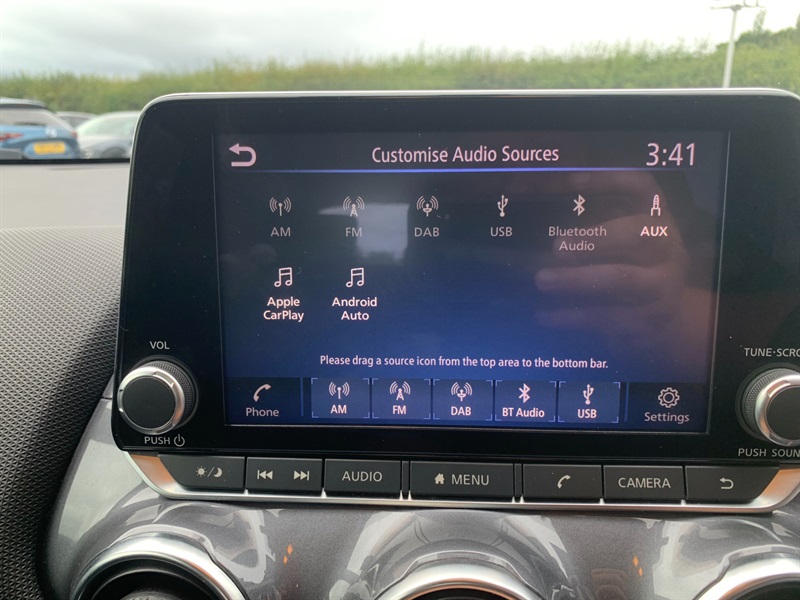 Customise Audio Sources 3:41
AM FM DAB USB Bluetooth Audio AUX
Apple CarPlay Android Auto
Please drag a source icon from the top area to the bottom bar.
Phone AM FM DAB BT Audio USB Settings
VOL
PUSH
TUNE·SCRO
PUSH SOUN
AUDIO MENU CAMERA